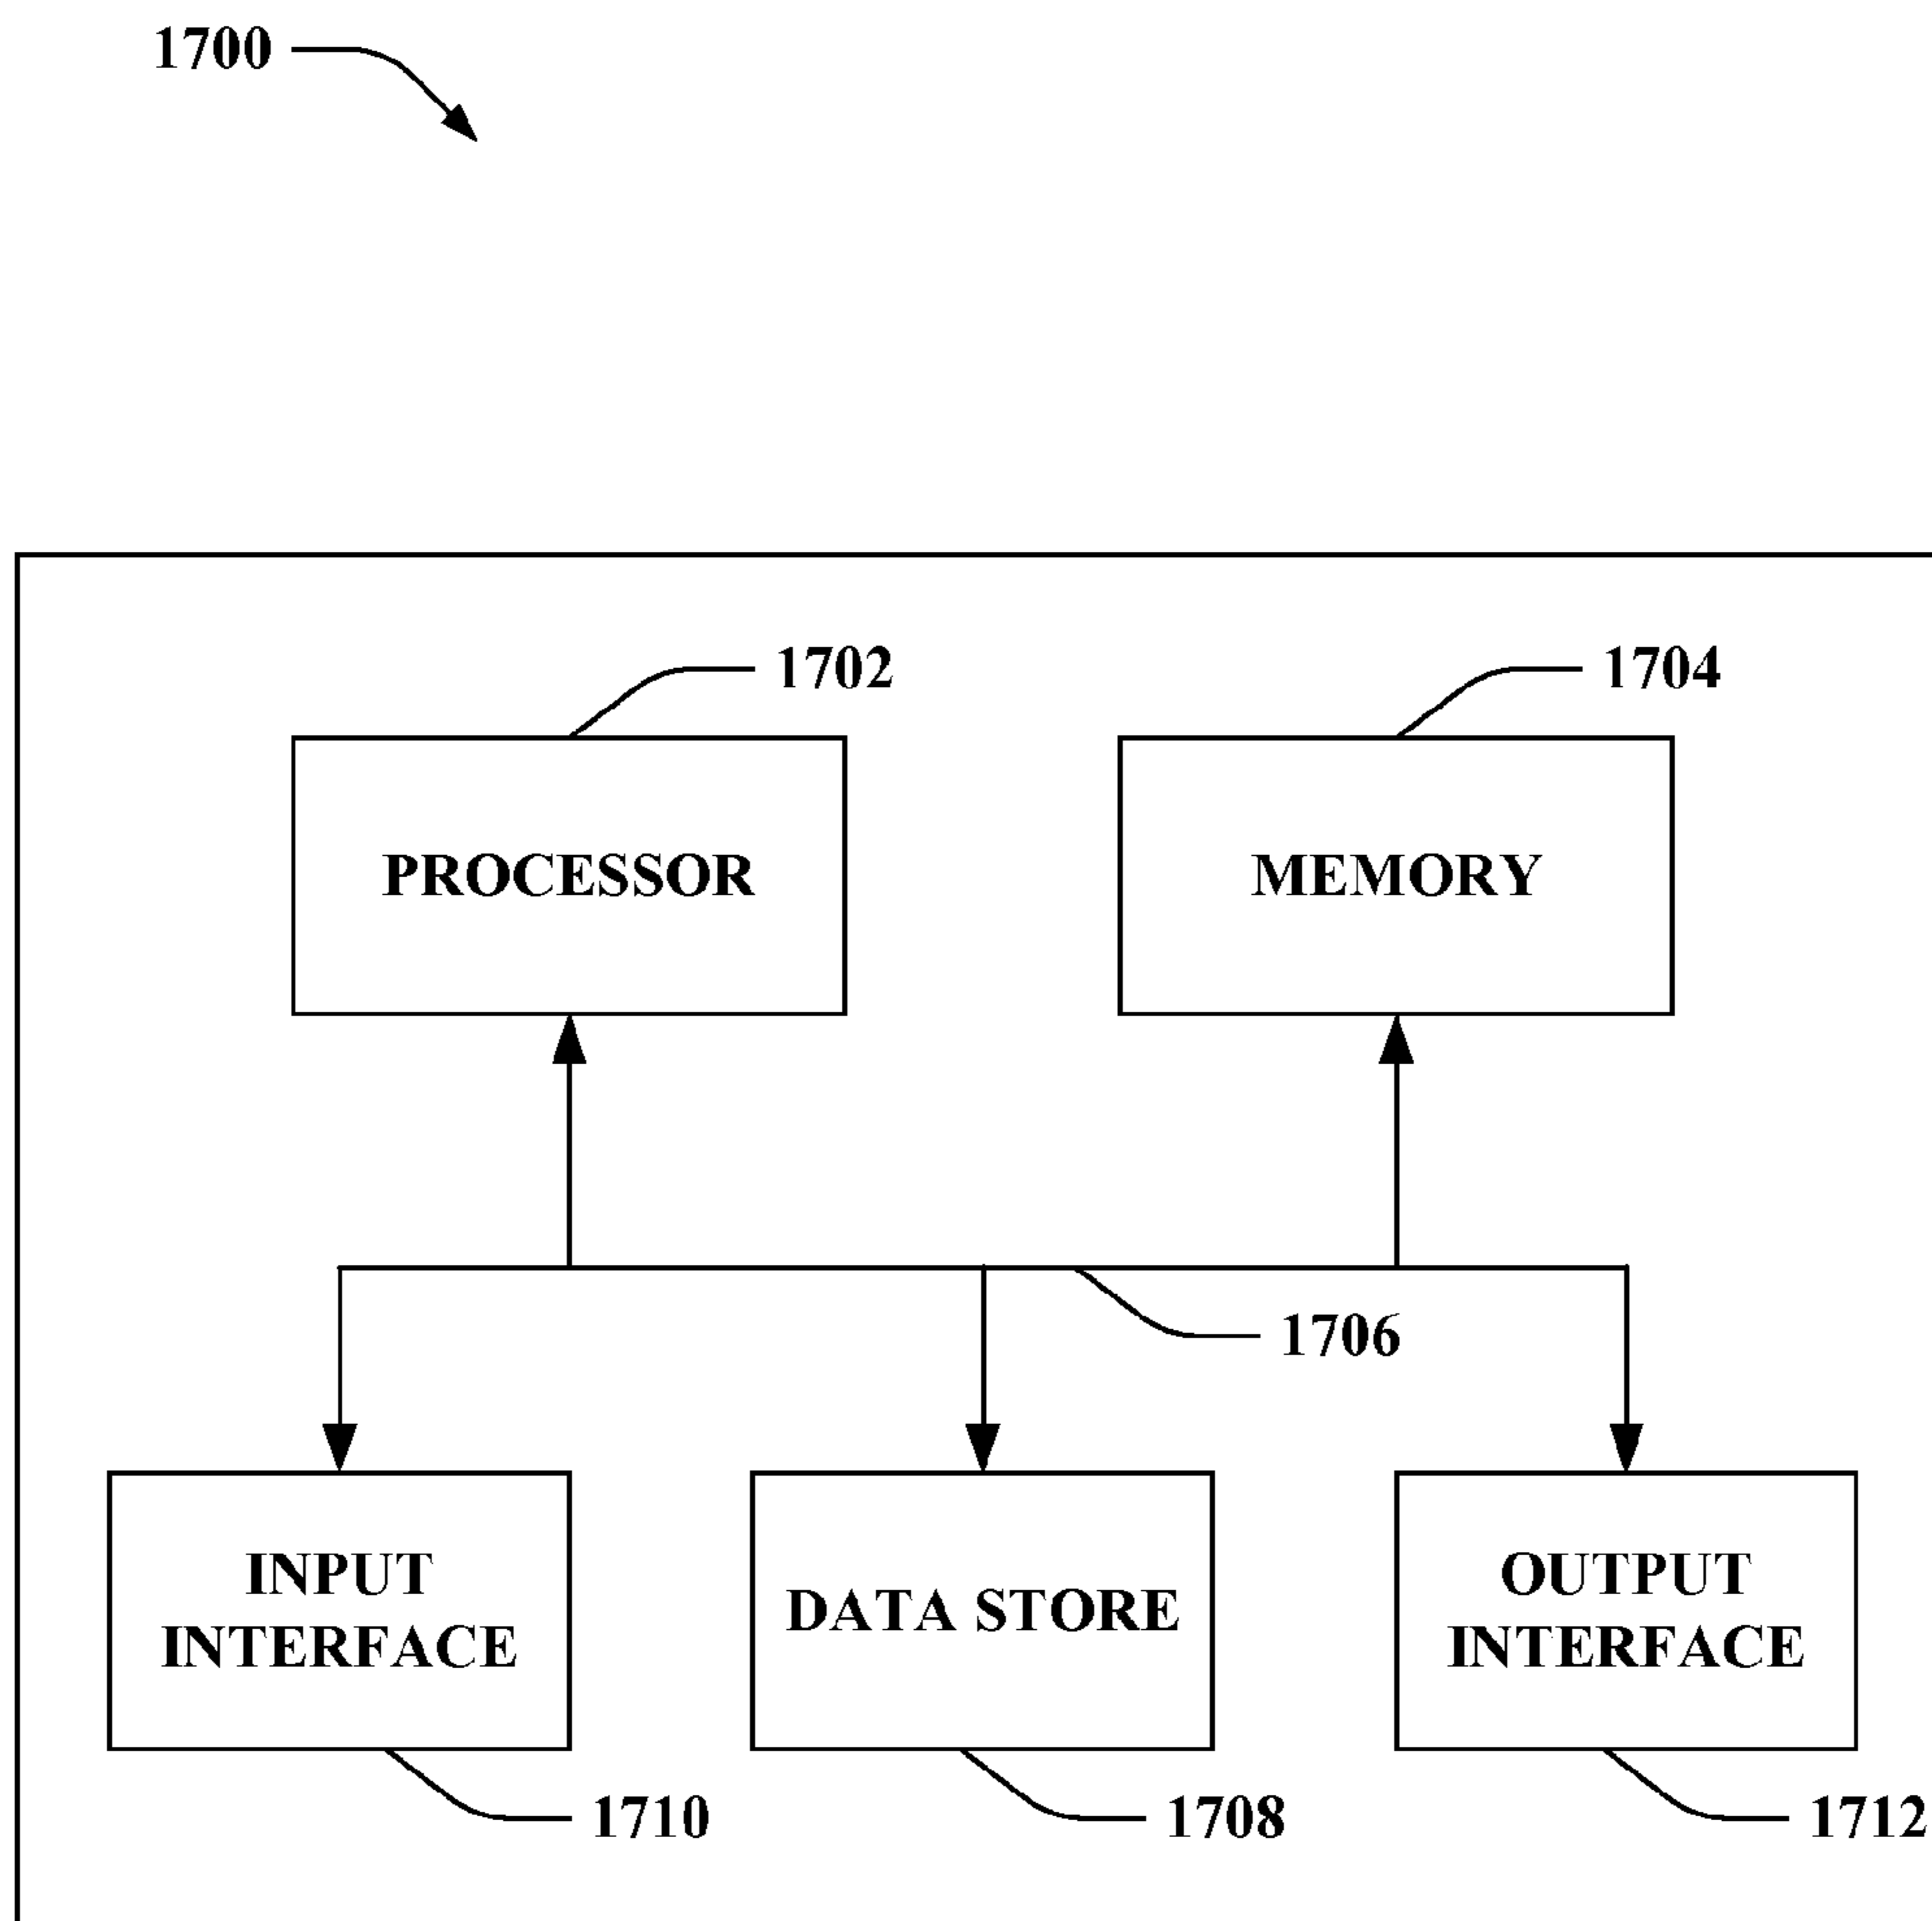 1700
1702
1704
PROCESSOR
MEMORY
1706
INPUT
INTERFACE
DATA STORE
OUTPUT
INTERFACE
1710
1708
1712